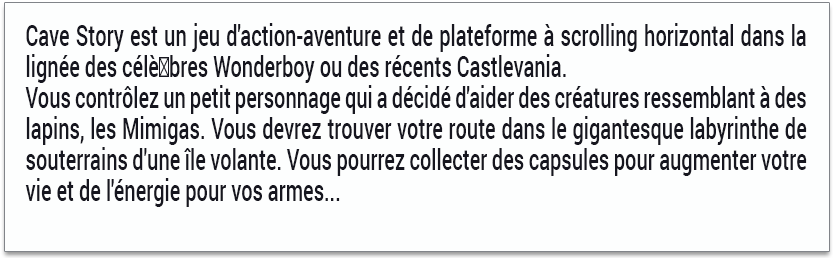 Cave Story est un jeu d'action-aventure et de plateforme à scrolling horizontal dans la
lignée des célè�bres Wonderboy ou des récents Castlevania.
Vous contrôlez un petit personnage qui a décidé d'aider des créatures ressemblant à des
lapins, les Mimigas. Vous devrez trouver votre route dans le gigantesque labyrinthe de
souterrains d'une île volante. Vous pourrez collecter des capsules pour augmenter votre
vie et de l'énergie pour vos armes...